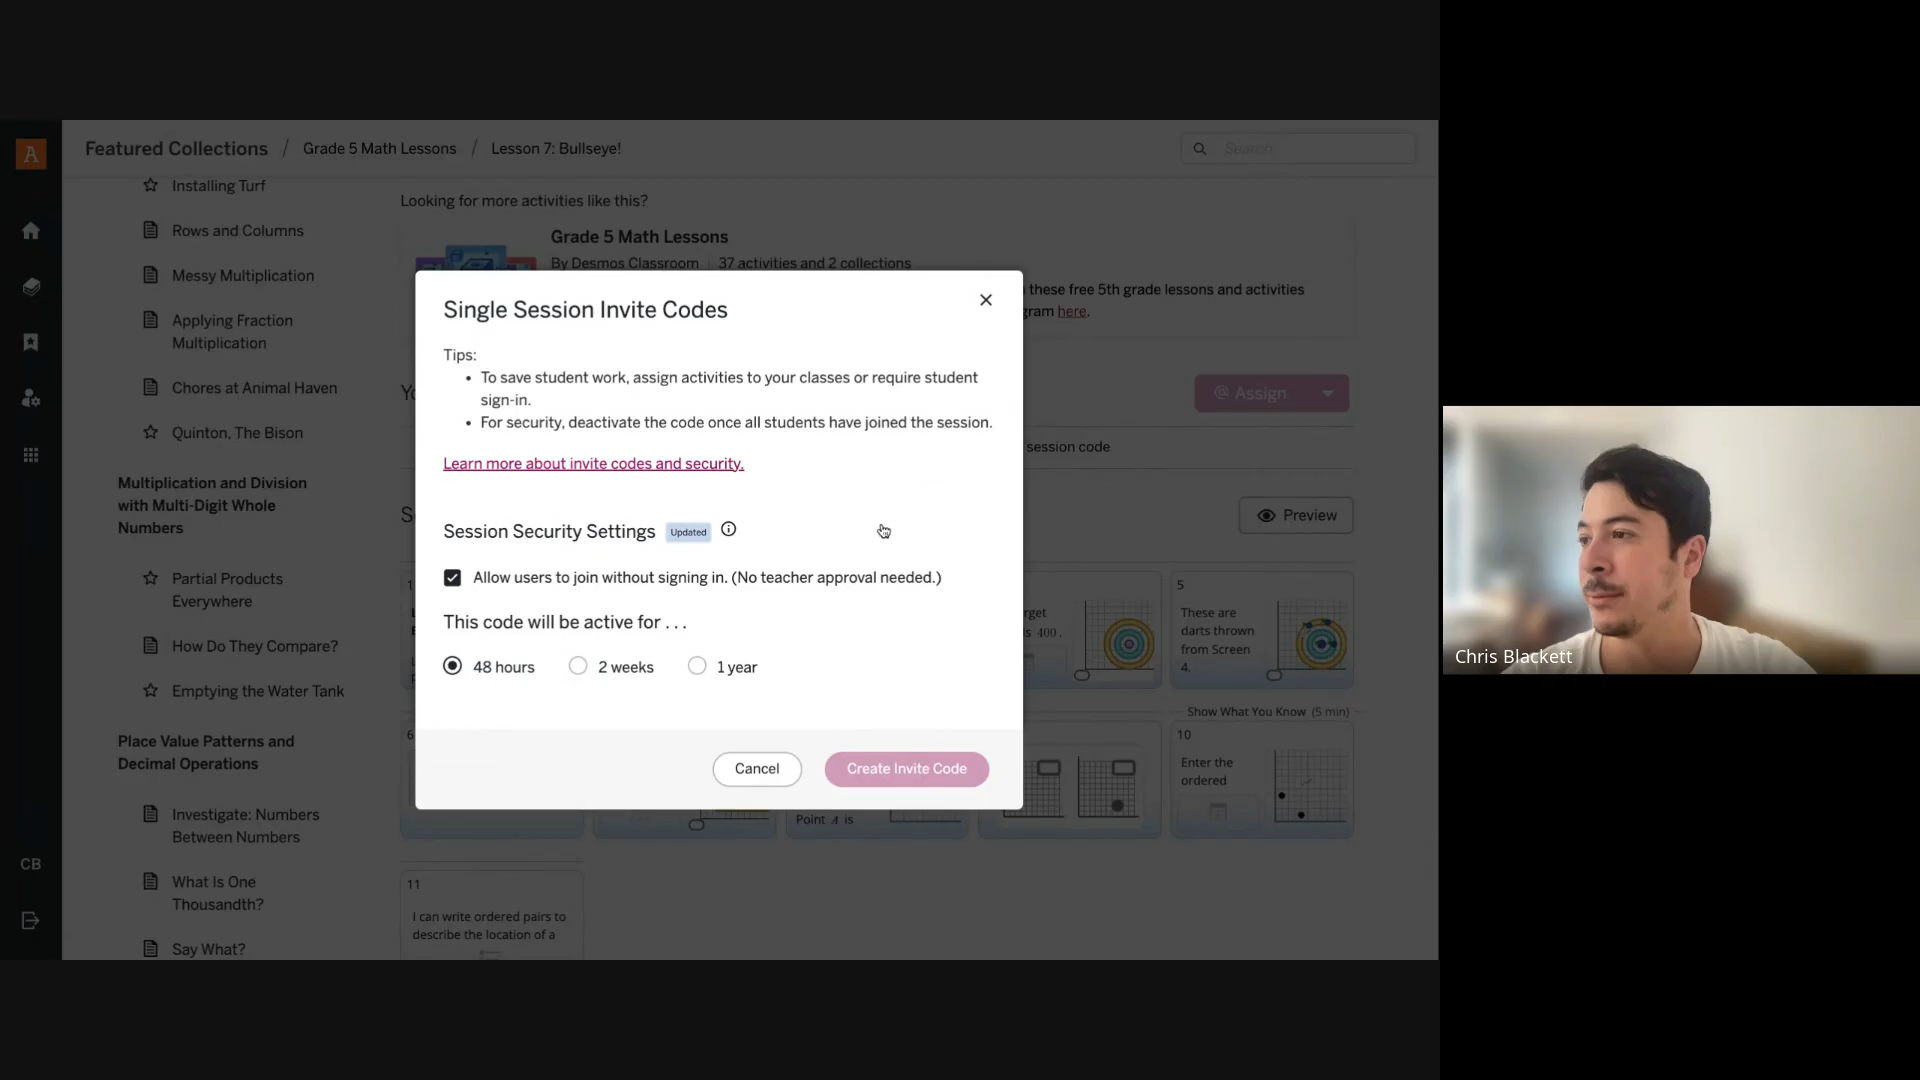 A
Featured Collections / Grade 5 Math Lessons / Lesson 7: Bullseye!
Search
Installing Turf
Rows and Columns
Messy Multiplication
Applying Fraction
Multiplication
Chores at Animal Haven
Quinton, The Bison
Multiplication and Division
with Multi-Digit Whole
Numbers
Partial Products
Everywhere
How Do They Compare?
Emptying the Water Tank
Place Value Patterns and
Decimal Operations
Investigate: Numbers
Between Numbers
What Is One
Thousandth?
Say What?
CB
Looking for more activities like this?
Grade 5 Math Lessons
By Desmos Classroom 37 activities and 2 collections
these free 5th grade lessons and activities
here.
Assign
session code
Preview
Single Session Invite Codes
Tips:
• To save student work, assign activities to your classes or require student
sign-in.
• For security, deactivate the code once all students have joined the session.
Learn more about invite codes and security.
Session Security Settings Updated
Allow users to join without signing in. (No teacher approval needed.)
This code will be active for . . .
48 hours 2 weeks 1 year
Cancel Create Invite Code
400.
5
These are
darts thrown
from Screen
4.
Show What You Know (5 min)
6
Point A is
10
Enter the
ordered
11
I can write ordered pairs to
describe the location of a
Chris Blackett